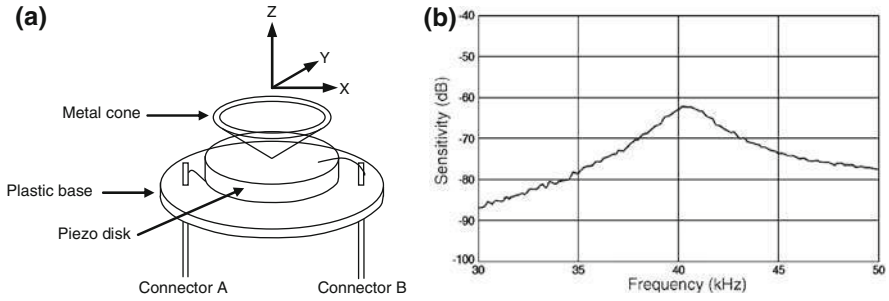 (a)
Z
Y
X
Metal cone
Plastic base
Piezo disk
Connector A
Connector B
(b)
Sensitivity (dB)
-40
-50
-60
-70
-80
-90
-100
30
35
40
45
50
Frequency (kHz)